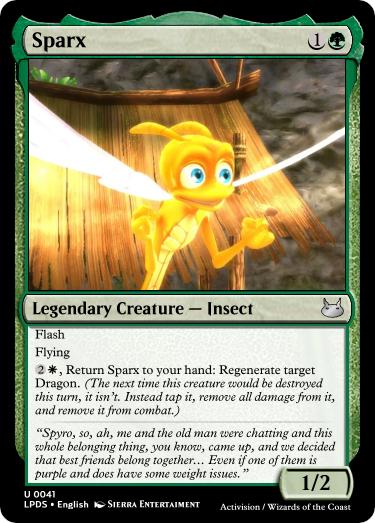 Sparx 1
Legendary Creature — Insect
Flash
Flying
2, Return Sparx to your hand: Regenerate target
Dragon. (The next time this creature would be destroyed
this turn, it isn't. Instead tap it, remove all damage from it,
and remove it from combat.)
“Spyro, so, ah, me and the old man were chatting and this
whole belonging thing, you know, came up, and we decided
that best friends belong together... Even if one of them is
purple and does have some weight issues.”
1/2
U 0041
LPDS • English SIERRA ENTERTAIMENT
Activision / Wizards of the Coast